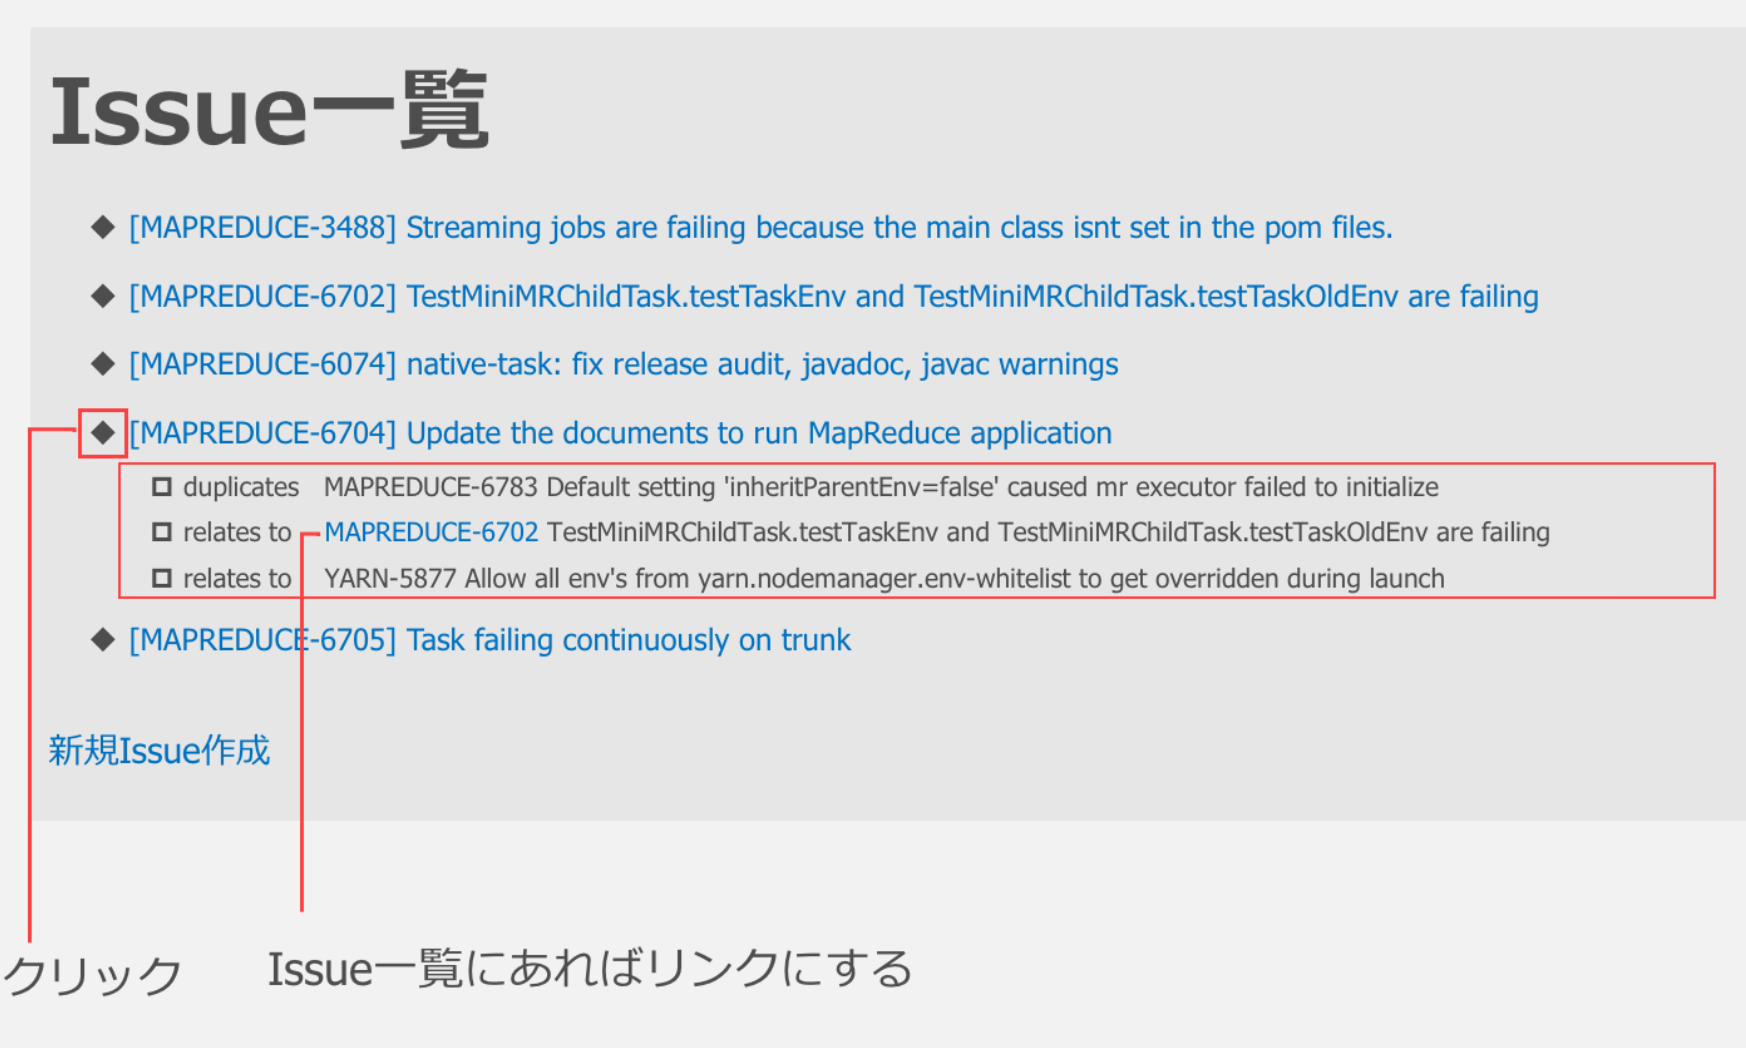 Issue一覧
[MAPREDUCE-3488] Streaming jobs are failing because the main class isnt set in the pom files.
[MAPREDUCE-6702] TestMiniMRChildTask.testTaskEnv and TestMiniMRChildTask.testTaskOldEnv are failing
[MAPREDUCE-6074] native-task: fix release audit, javadoc, javac warnings
[MAPREDUCE-6704] Update the documents to run MapReduce application
duplicates MAPREDUCE-6783 Default setting 'inheritParentEnv=false' caused mr executor failed to initialize
relates to MAPREDUCE-6702 TestMiniMRChildTask.testTaskEnv and TestMiniMRChildTask.testTaskOldEnv are failing
relates to YARN-5877 Allow all env's from yarn.nodemanager.env-whitelist to get overridden during launch
[MAPREDUCE-6705] Task failing continuously on trunk
新規Issue作成
クリック
Issue一覧にあればリンクにする